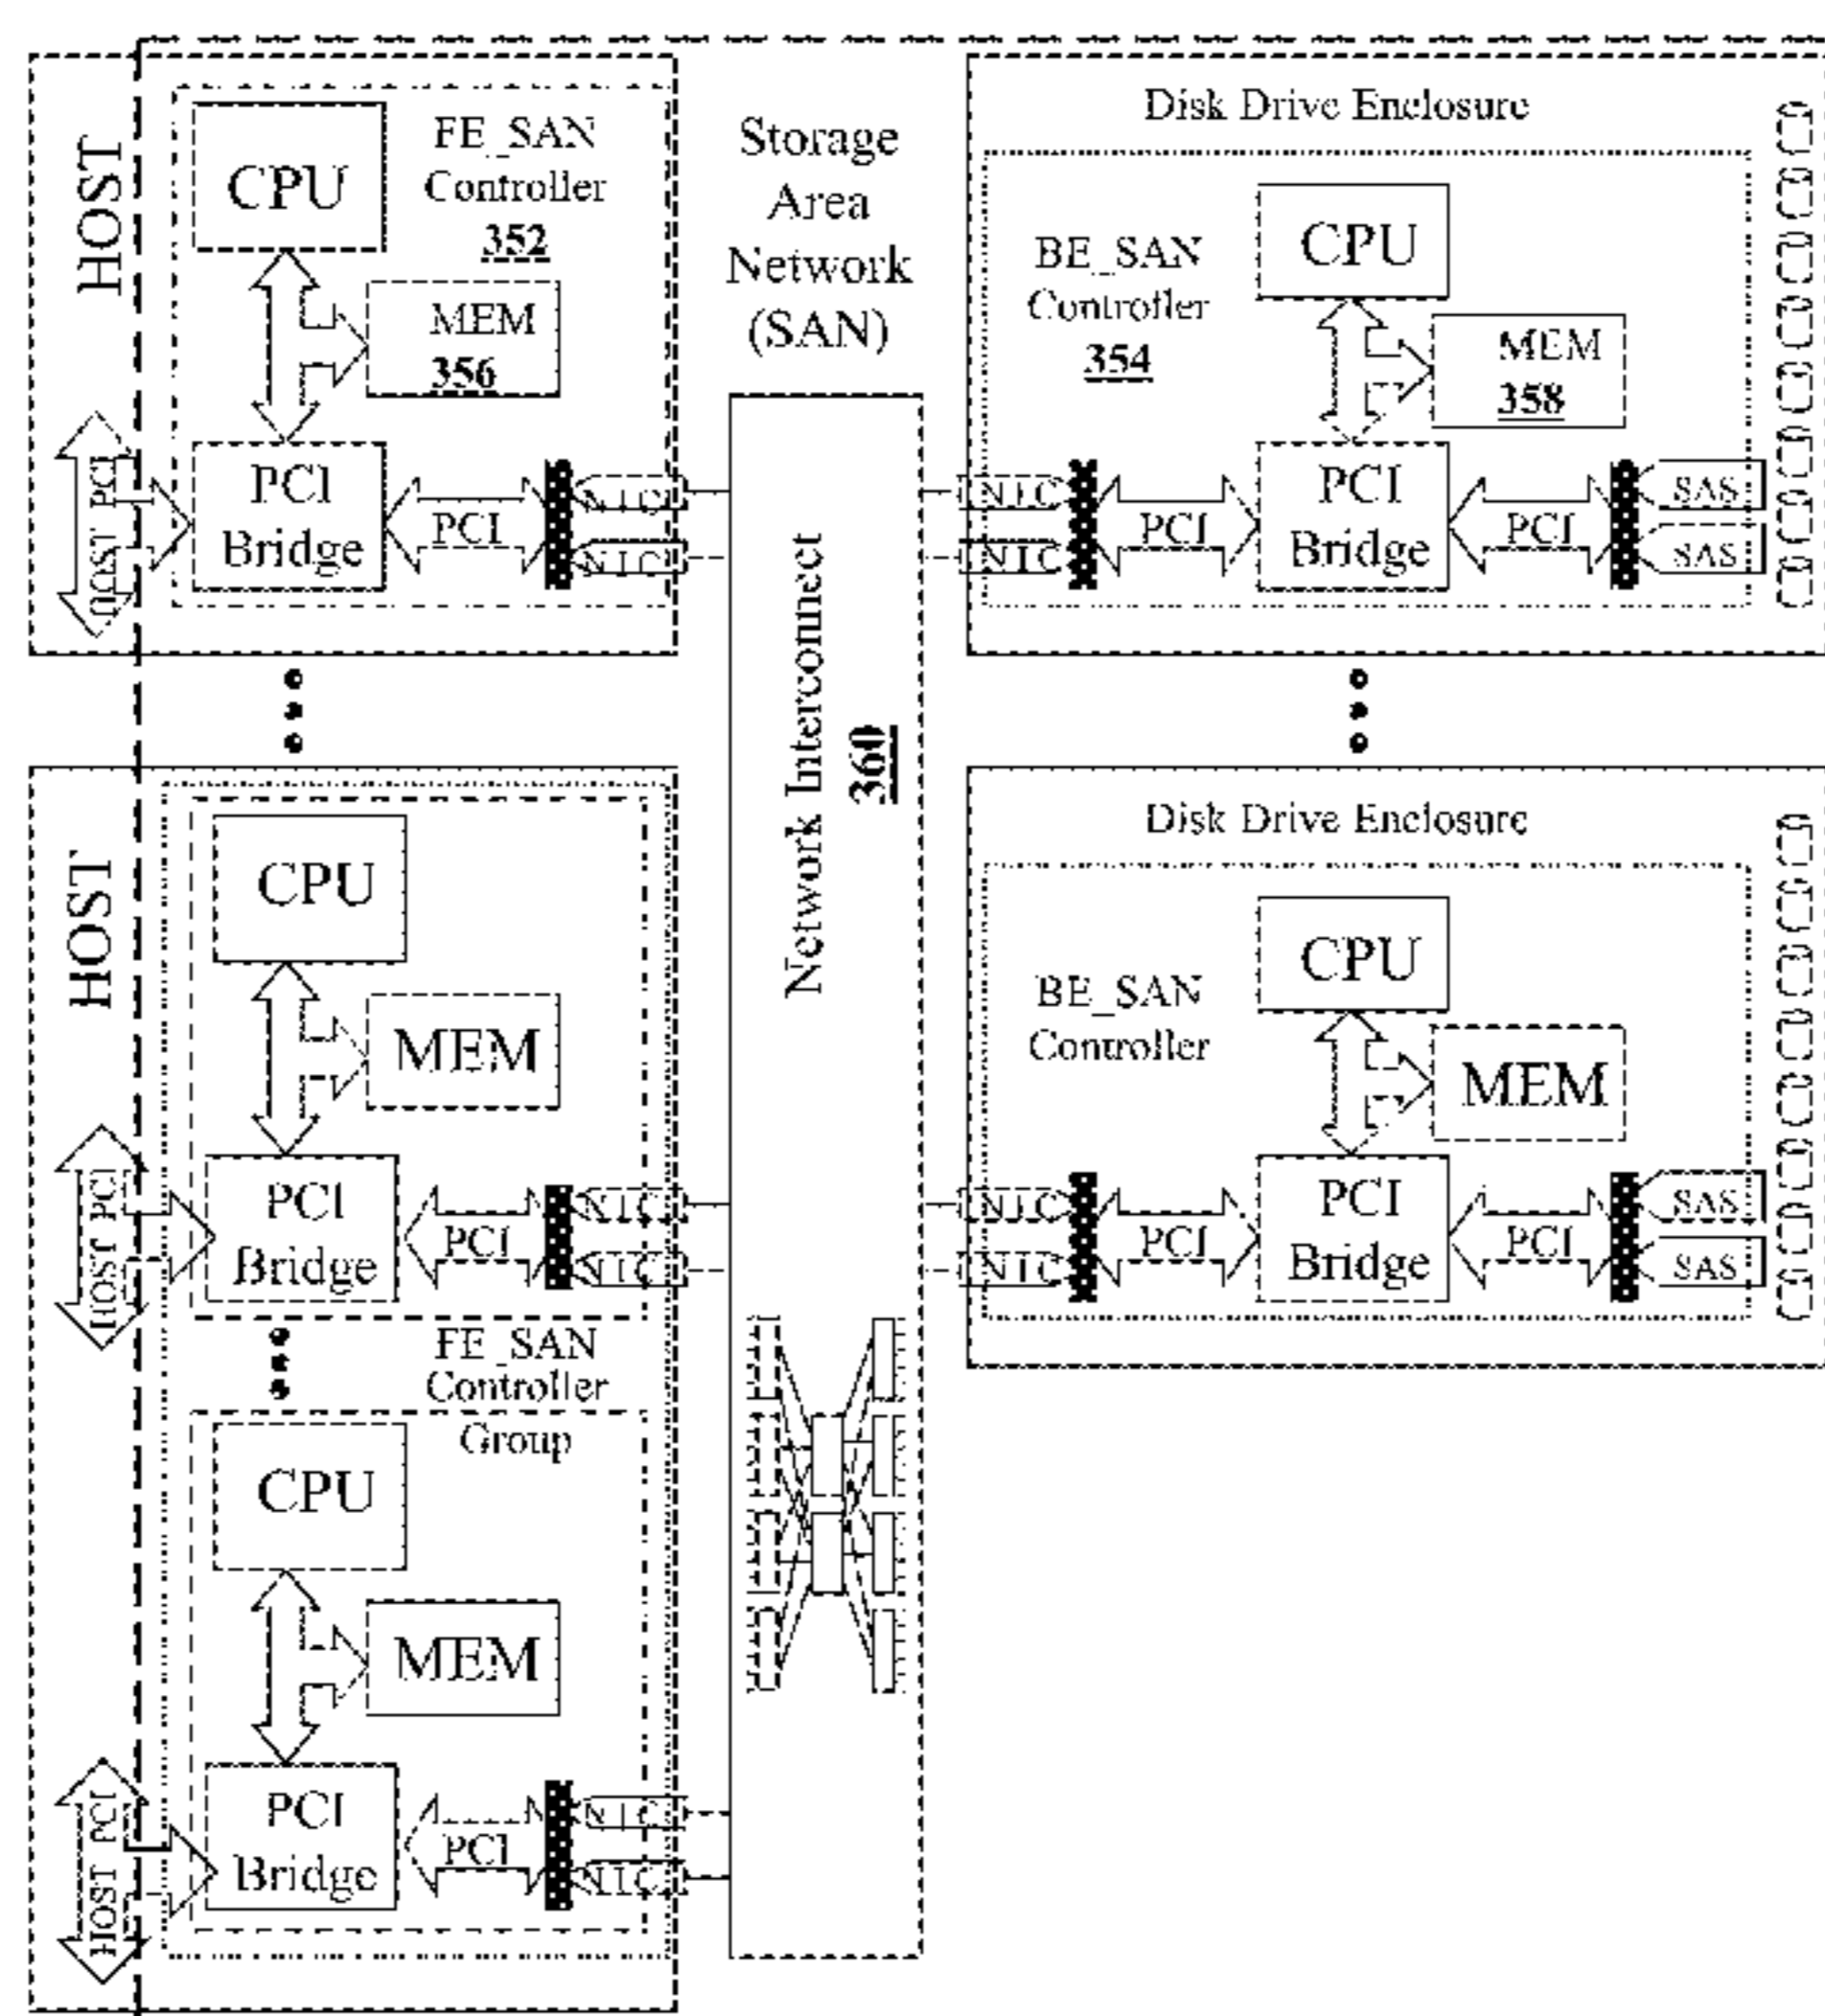 HOST
CPU
FE_SAN
Controller
352
MEM
356
HOST PCI
PCI
Bridge
PCI
NIC
NIC
Storage
Area
Network
(SAN)
Network Interconnect
360
Disk Drive Enclosure
BE_SAN
Controller
354
CPU
MEM
358
NIC
NIC
PCI
PCI
Bridge
PCI
SAS
SAS
HOST
CPU
MEM
HOST PCI
PCI
Bridge
PCI
NIC
NIC
FE_SAN
Controller
Group
CPU
MEM
HOST PCI
PCI
Bridge
PCI
NIC
NIC
Disk Drive Enclosure
BE_SAN
Controller
CPU
MEM
NIC
NIC
PCI
PCI
Bridge
PCI
SAS
SAS